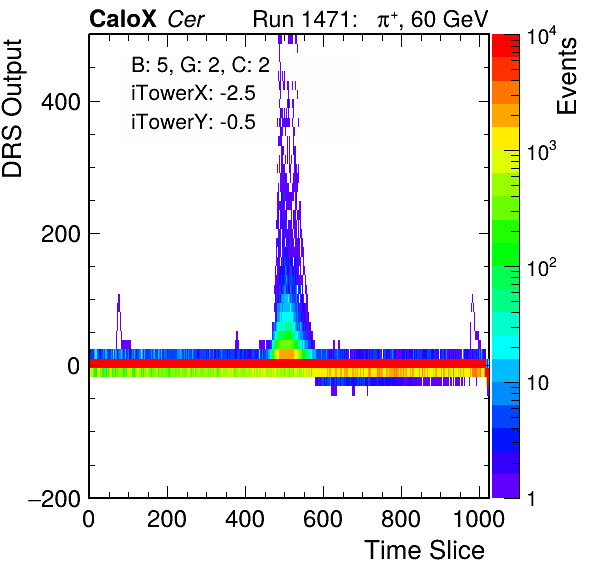 CaloX Cer Run 1471: π⁺, 60 GeV
B: 5, G: 2, C: 2
iTowerX: -2.5
iTowerY: -0.5
DRS Output
400
200
0
−200
0 200 400 600 800 1000
Time Slice
Events
10⁴
10³
10²
10
1